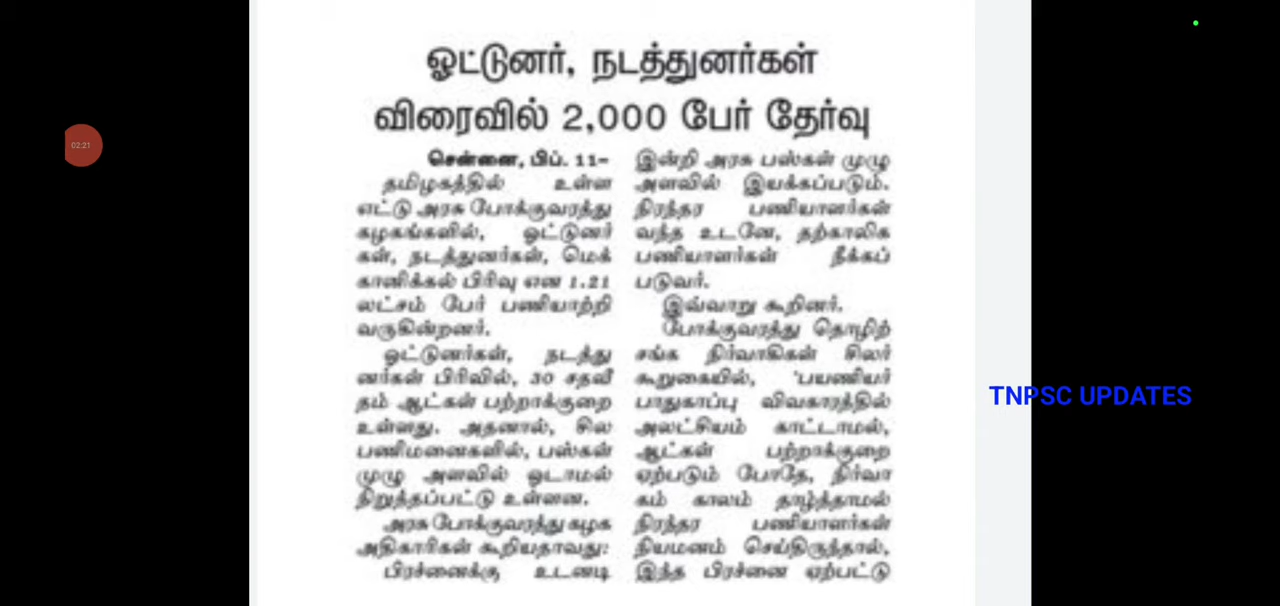 ஓட்டுனர், நடத்துனர்கள்
விரைவில் 2,000 பேர் தேர்வு
சென்னை, பிப். 11–
தமிழகத்தில் உள்ள
எட்டு அரசு போக்குவரத்து
கழகங்களில், ஓட்டுனர்
கள், நடத்துனர்கள், மெக்
கானிக்கல் பிரிவு என 1.21
லட்சம் பேர் பணியாற்றி
வருகின்றனர்.
ஓட்டுனர்கள், நடத்து
னர்கள் பிரிவில், 30 சதவீ
தம் ஆட்கள் பற்றாக்குறை
உள்ளது. அதனால், சில
பணிமனைகளில், பஸ்கள்
முழு அளவில் ஓடாமல்
நிறுத்தப்பட்டு உள்ளன.
அரசு போக்குவரத்து கழக
அதிகாரிகள் கூறியதாவது:
பிரச்னைக்கு உடனடி
இன்றி அரசு பஸ்கள் முழு
அளவில் இயக்கப்படும்.
நிரந்தர பணியாளர்கள்
வந்த உடனே, தற்காலிக
பணியாளர்கள் நீக்கப்
படுவர்.
இவ்வாறு கூறினர்.
போக்குவரத்து தொழிற்
சங்க நிர்வாகிகள் சிலர்
கூறுகையில், 'பயணியர்
பாதுகாப்பு விவகாரத்தில்
அலட்சியம் காட்டாமல்,
ஆட்கள் பற்றாக்குறை
ஏற்படும் போதே, நிர்வா
கம் காலம் தாழ்த்தாமல்
நிரந்தர பணியாளர்கள்
நியமனம் செய்திருந்தால்,
இந்த பிரச்னை ஏற்பட்டு
02:21
TNPSC UPDATES